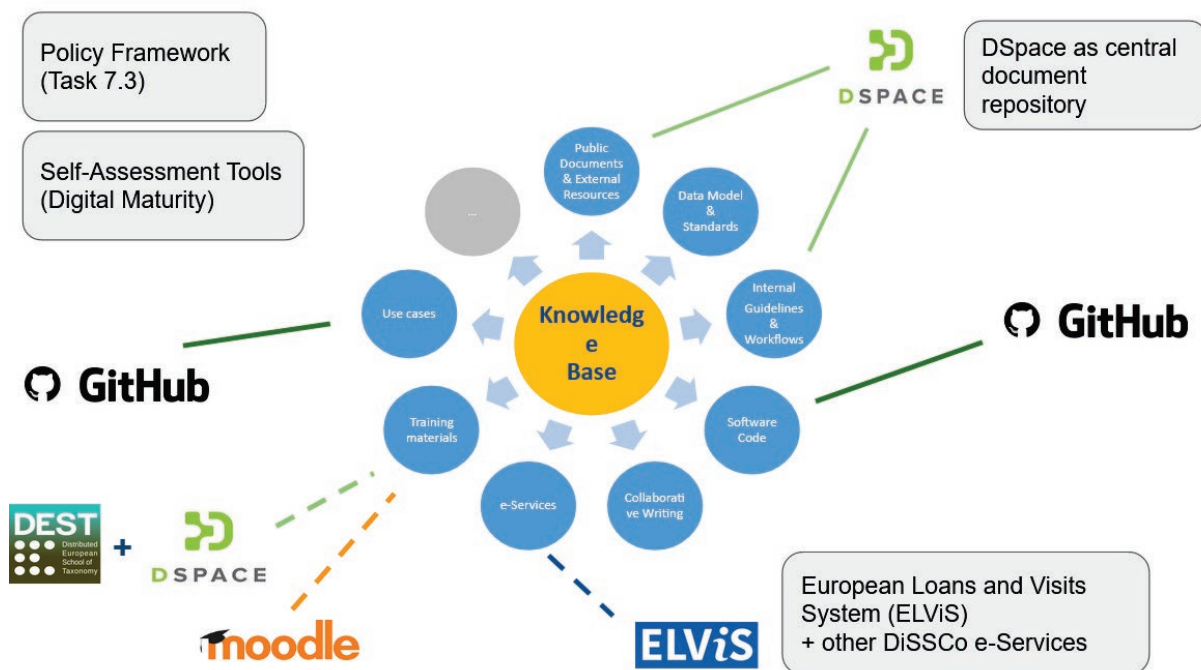 Policy Framework
(Task 7.3)
Self-Assessment Tools
(Digital Maturity)
DSPACE
DSpace as central
document
repository
Public
Documents
& External
Resources
...
Data Model
&
Standards
Use cases
Knowledg
e
Base
Internal
Guidelines
&
Workflows
GitHub
GitHub
Training
materials
Software
Code
e-Services
Collaborati
ve Writing
DEST
Distributed
European
School of
Taxonomy
+
DSPACE
moodle
ELViS
European Loans and Visits
System (ELViS)
+ other DiSSCo e-Services